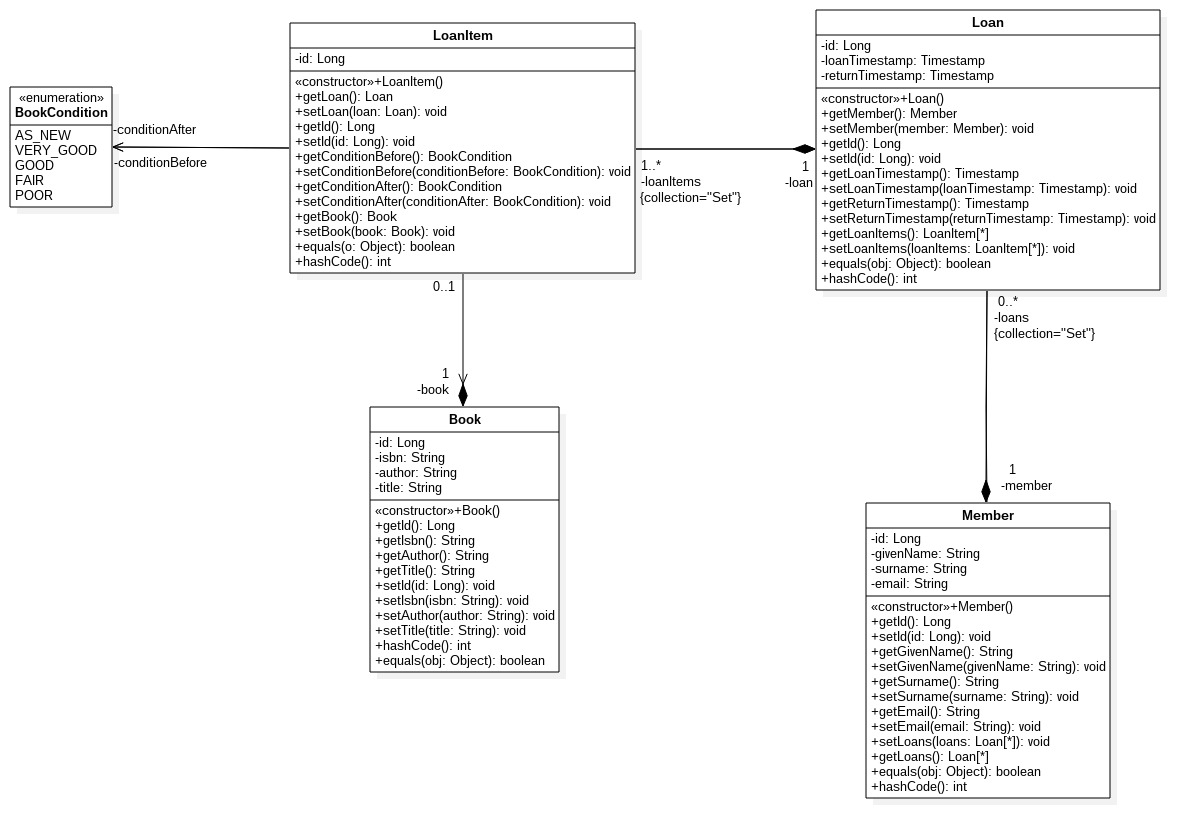 «enumeration»
BookCondition
AS_NEW
VERY_GOOD
GOOD
FAIR
POOR
-conditionAfter
-conditionBefore
LoanItem
-id: Long
«constructor»+LoanItem()
+getLoan(): Loan
+setLoan(loan: Loan): void
+getId(): Long
+setId(id: Long): void
+getConditionBefore(): BookCondition
+setConditionBefore(conditionBefore: BookCondition): void
+getConditionAfter(): BookCondition
+setConditionAfter(conditionAfter: BookCondition): void
+getBook(): Book
+setBook(book: Book): void
+equals(o: Object): boolean
+hashCode(): int
1..*
-loanItems
{collection="Set"}
1
-loan
Loan
-id: Long
-loanTimestamp: Timestamp
-returnTimestamp: Timestamp
«constructor»+Loan()
+getMember(): Member
+setMember(member: Member): void
+getId(): Long
+setId(id: Long): void
+getLoanTimestamp(): Timestamp
+setLoanTimestamp(loanTimestamp: Timestamp): void
+getReturnTimestamp(): Timestamp
+setReturnTimestamp(returnTimestamp: Timestamp): void
+getLoanItems(): LoanItem[*]
+setLoanItems(loanItems: LoanItem[*]): void
+equals(obj: Object): boolean
+hashCode(): int
0..1
1
-book
Book
-id: Long
-isbn: String
-author: String
-title: String
«constructor»+Book()
+getId(): Long
+getIsbn(): String
+getAuthor(): String
+getTitle(): String
+setId(id: Long): void
+setIsbn(isbn: String): void
+setAuthor(author: String): void
+setTitle(title: String): void
+hashCode(): int
+equals(obj: Object): boolean
0..*
-loans
{collection="Set"}
1
-member
Member
-id: Long
-givenName: String
-surname: String
-email: String
«constructor»+Member()
+getId(): Long
+setId(id: Long): void
+getGivenName(): String
+setGivenName(givenName: String): void
+getSurname(): String
+setSurname(surname: String): void
+getEmail(): String
+setEmail(email: String): void
+setLoans(loans: Loan[*]): void
+getLoans(): Loan[*]
+equals(obj: Object): boolean
+hashCode(): int